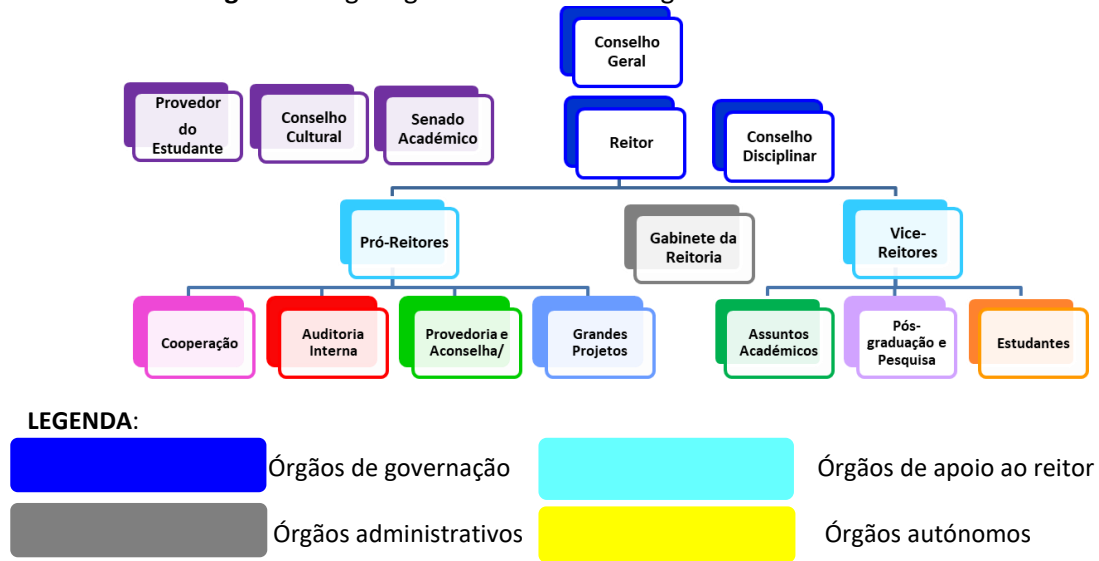 Conselho
Geral
Provedor
do
Estudante
Conselho
Cultural
Senado
Académico
Reitor
Conselho
Disciplinar
Pró-Reitores
Gabinete da
Reitoria
Vice-
Reitores
Cooperação
Auditoria
Interna
Provedoria e
Aconselha/
Grandes
Projetos
Assuntos
Académicos
Pós-
graduação e
Pesquisa
Estudantes
LEGENDA:
Órgãos de governação
Órgãos de apoio ao reitor
Órgãos administrativos
Órgãos autónomos